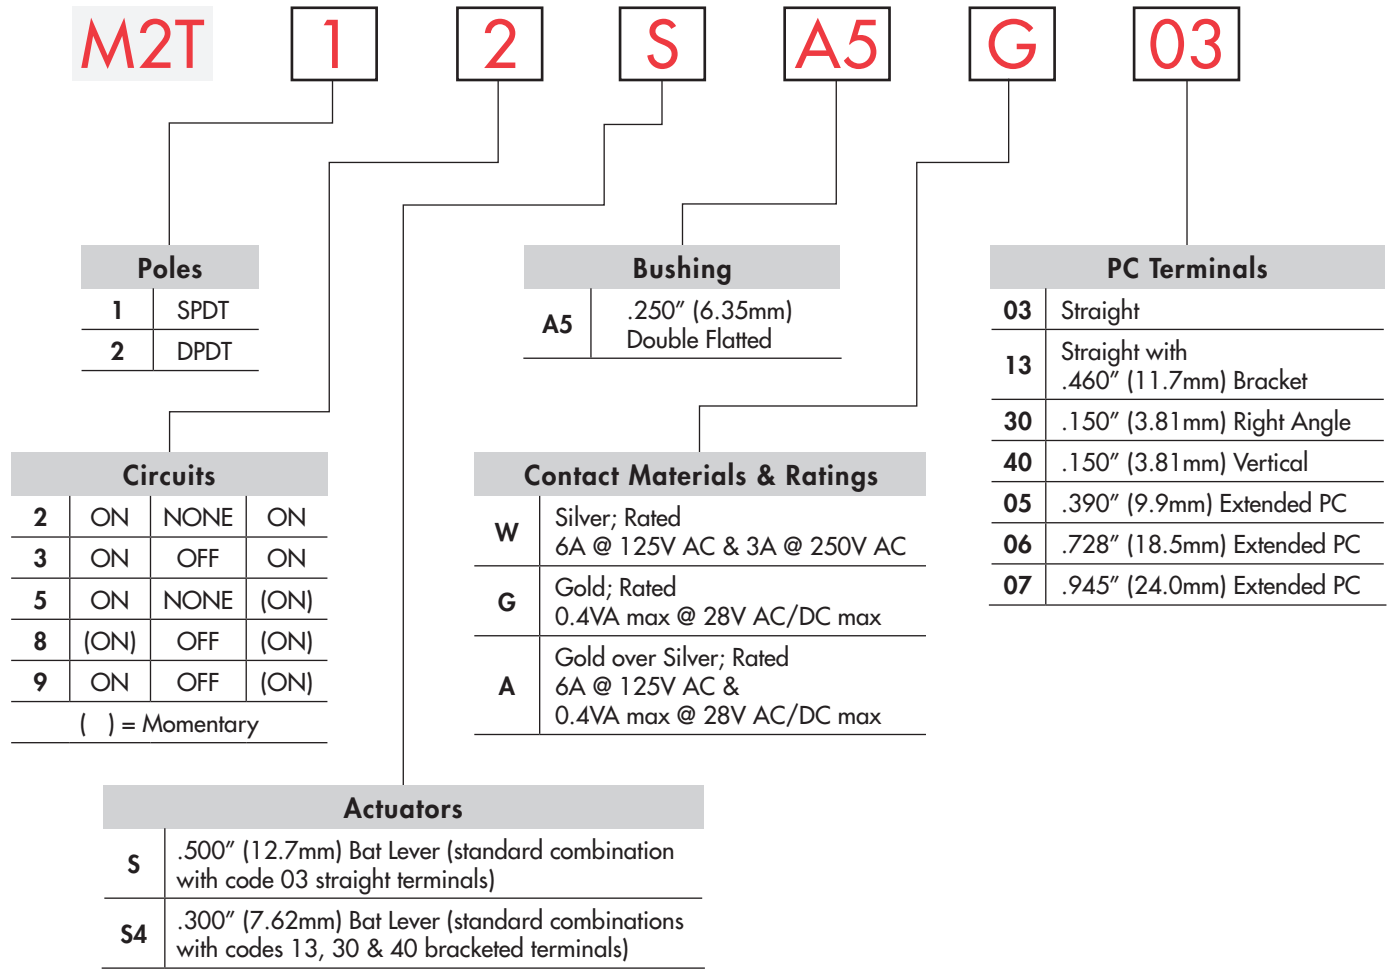 M2T 1 2 S A5 G 03
Poles
1 SPDT
2 DPDT
Bushing
A5 .250" (6.35mm)
Double Flatted
PC Terminals
03 Straight
13 Straight with
.460" (11.7mm) Bracket
30 .150" (3.81mm) Right Angle
40 .150" (3.81mm) Vertical
05 .390" (9.9mm) Extended PC
06 .728" (18.5mm) Extended PC
07 .945" (24.0mm) Extended PC
Circuits
2 ON NONE ON
3 ON OFF ON
5 ON NONE (ON)
8 (ON) OFF (ON)
9 ON OFF (ON)
( ) = Momentary
Contact Materials & Ratings
W Silver; Rated
6A @ 125V AC & 3A @ 250V AC
G Gold; Rated
0.4VA max @ 28V AC/DC max
A Gold over Silver; Rated
6A @ 125V AC &
0.4VA max @ 28V AC/DC max
Actuators
S .500" (12.7mm) Bat Lever (standard combination
with code 03 straight terminals)
S4 .300" (7.62mm) Bat Lever (standard combinations
with codes 13, 30 & 40 bracketed terminals)